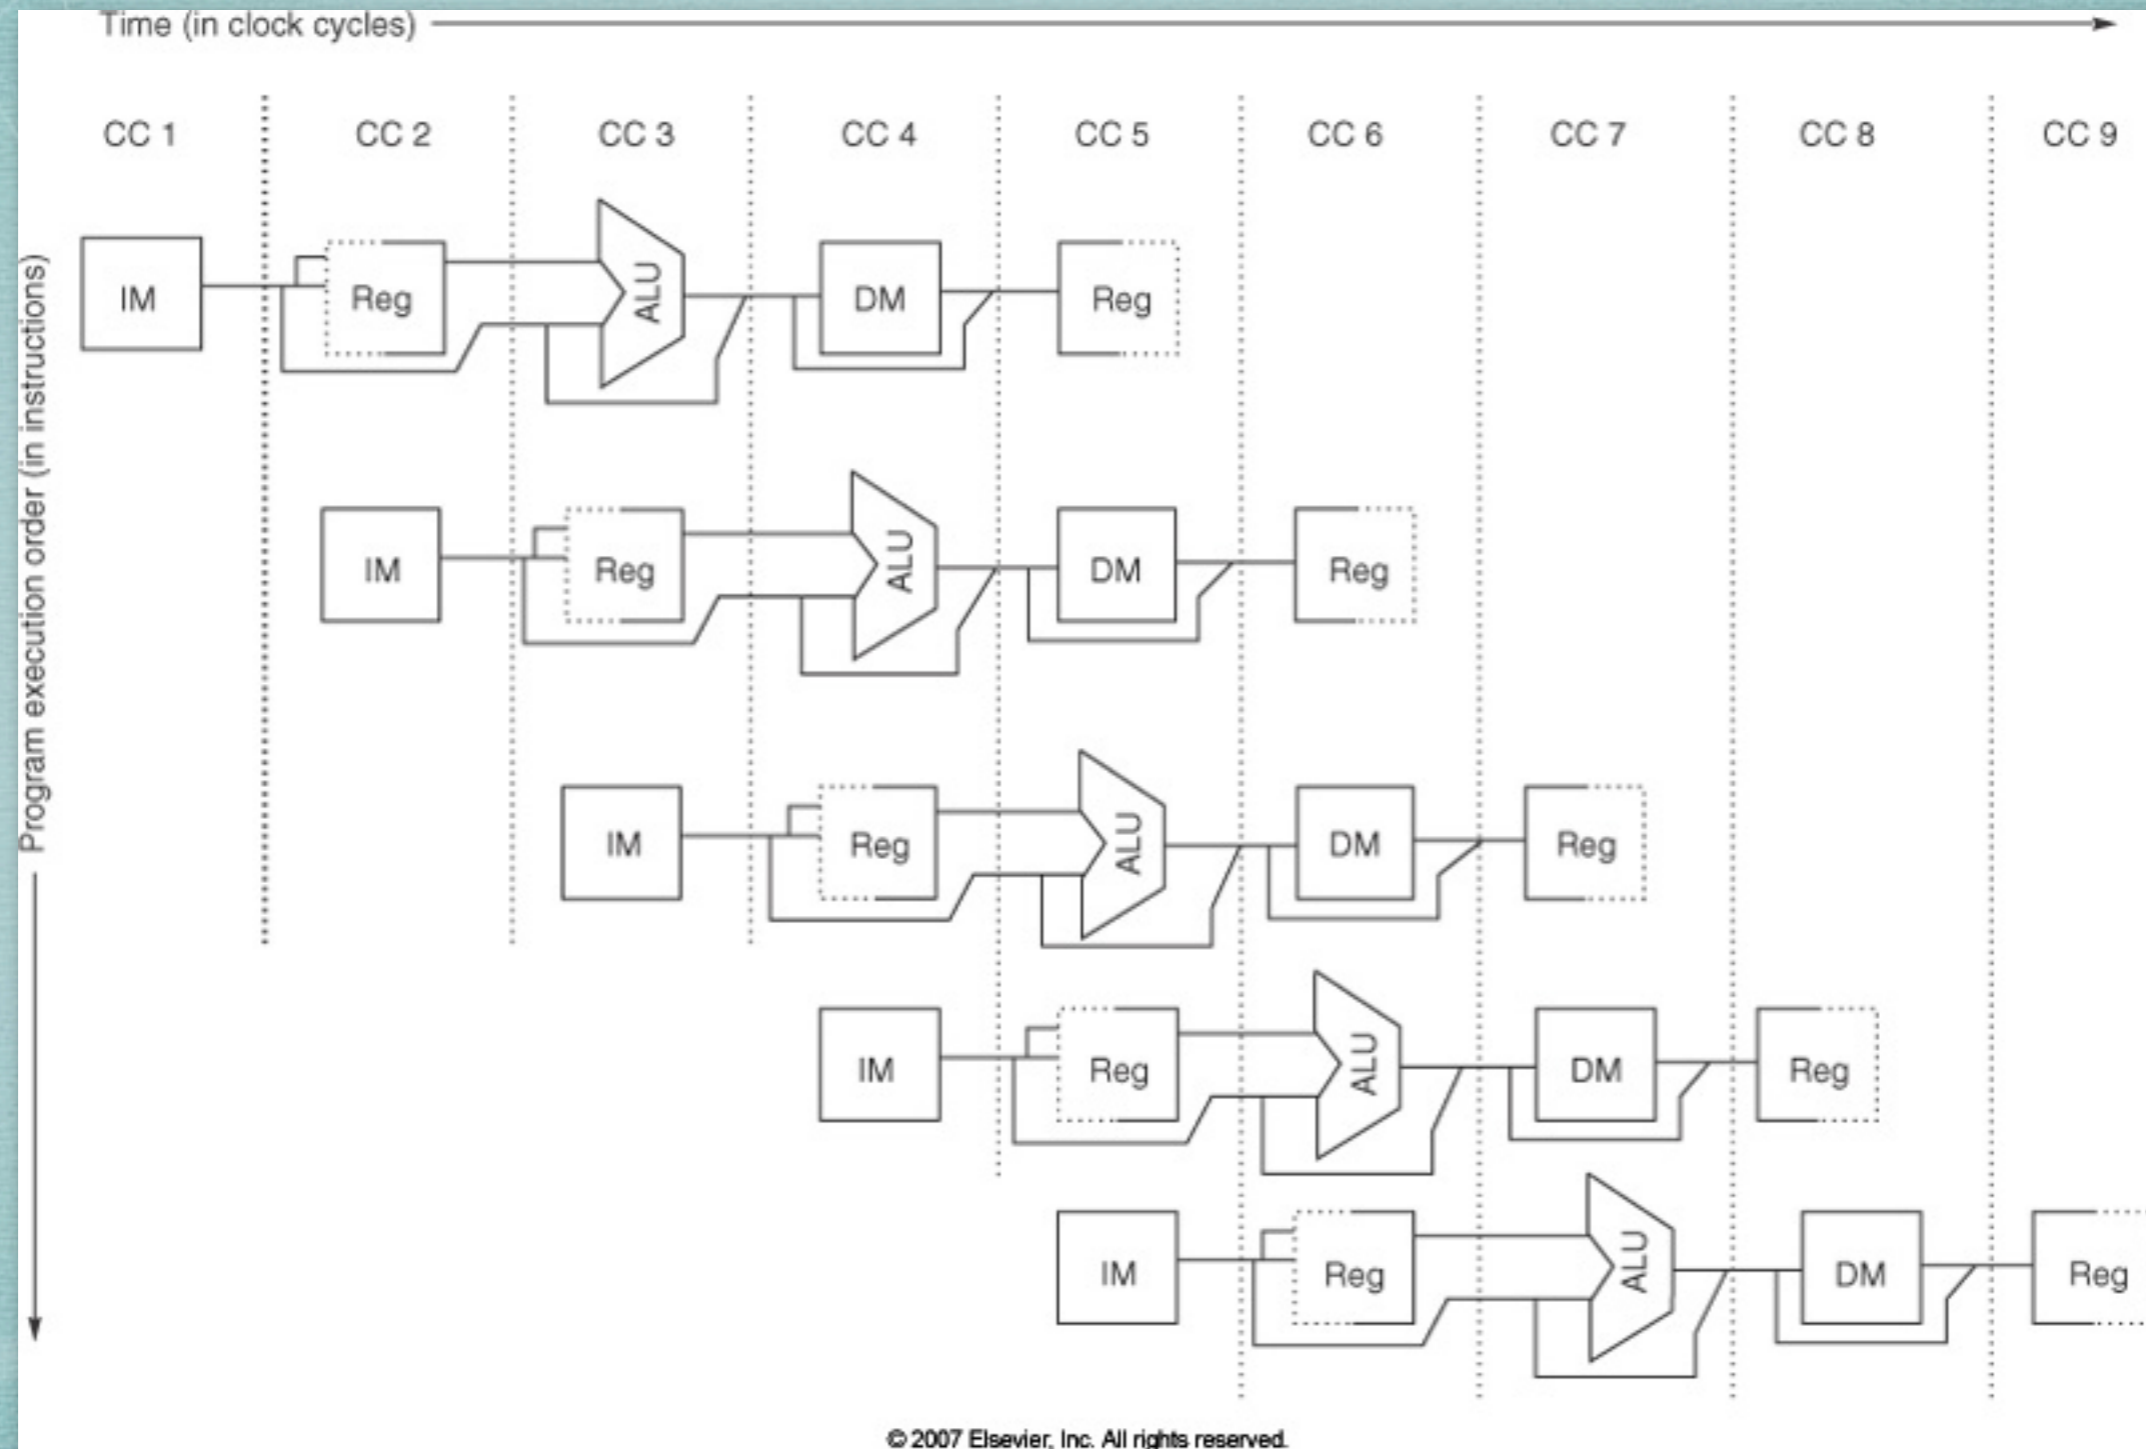 Time (in clock cycles)
CC 1 CC 2 CC 3 CC 4 CC 5 CC 6 CC 7 CC 8 CC 9
Program execution order (in instructions)
IM Reg ALU DM Reg
IM Reg ALU DM Reg
IM Reg ALU DM Reg
IM Reg ALU DM Reg
IM Reg ALU DM Reg
© 2007 Elsevier, Inc. All rights reserved.